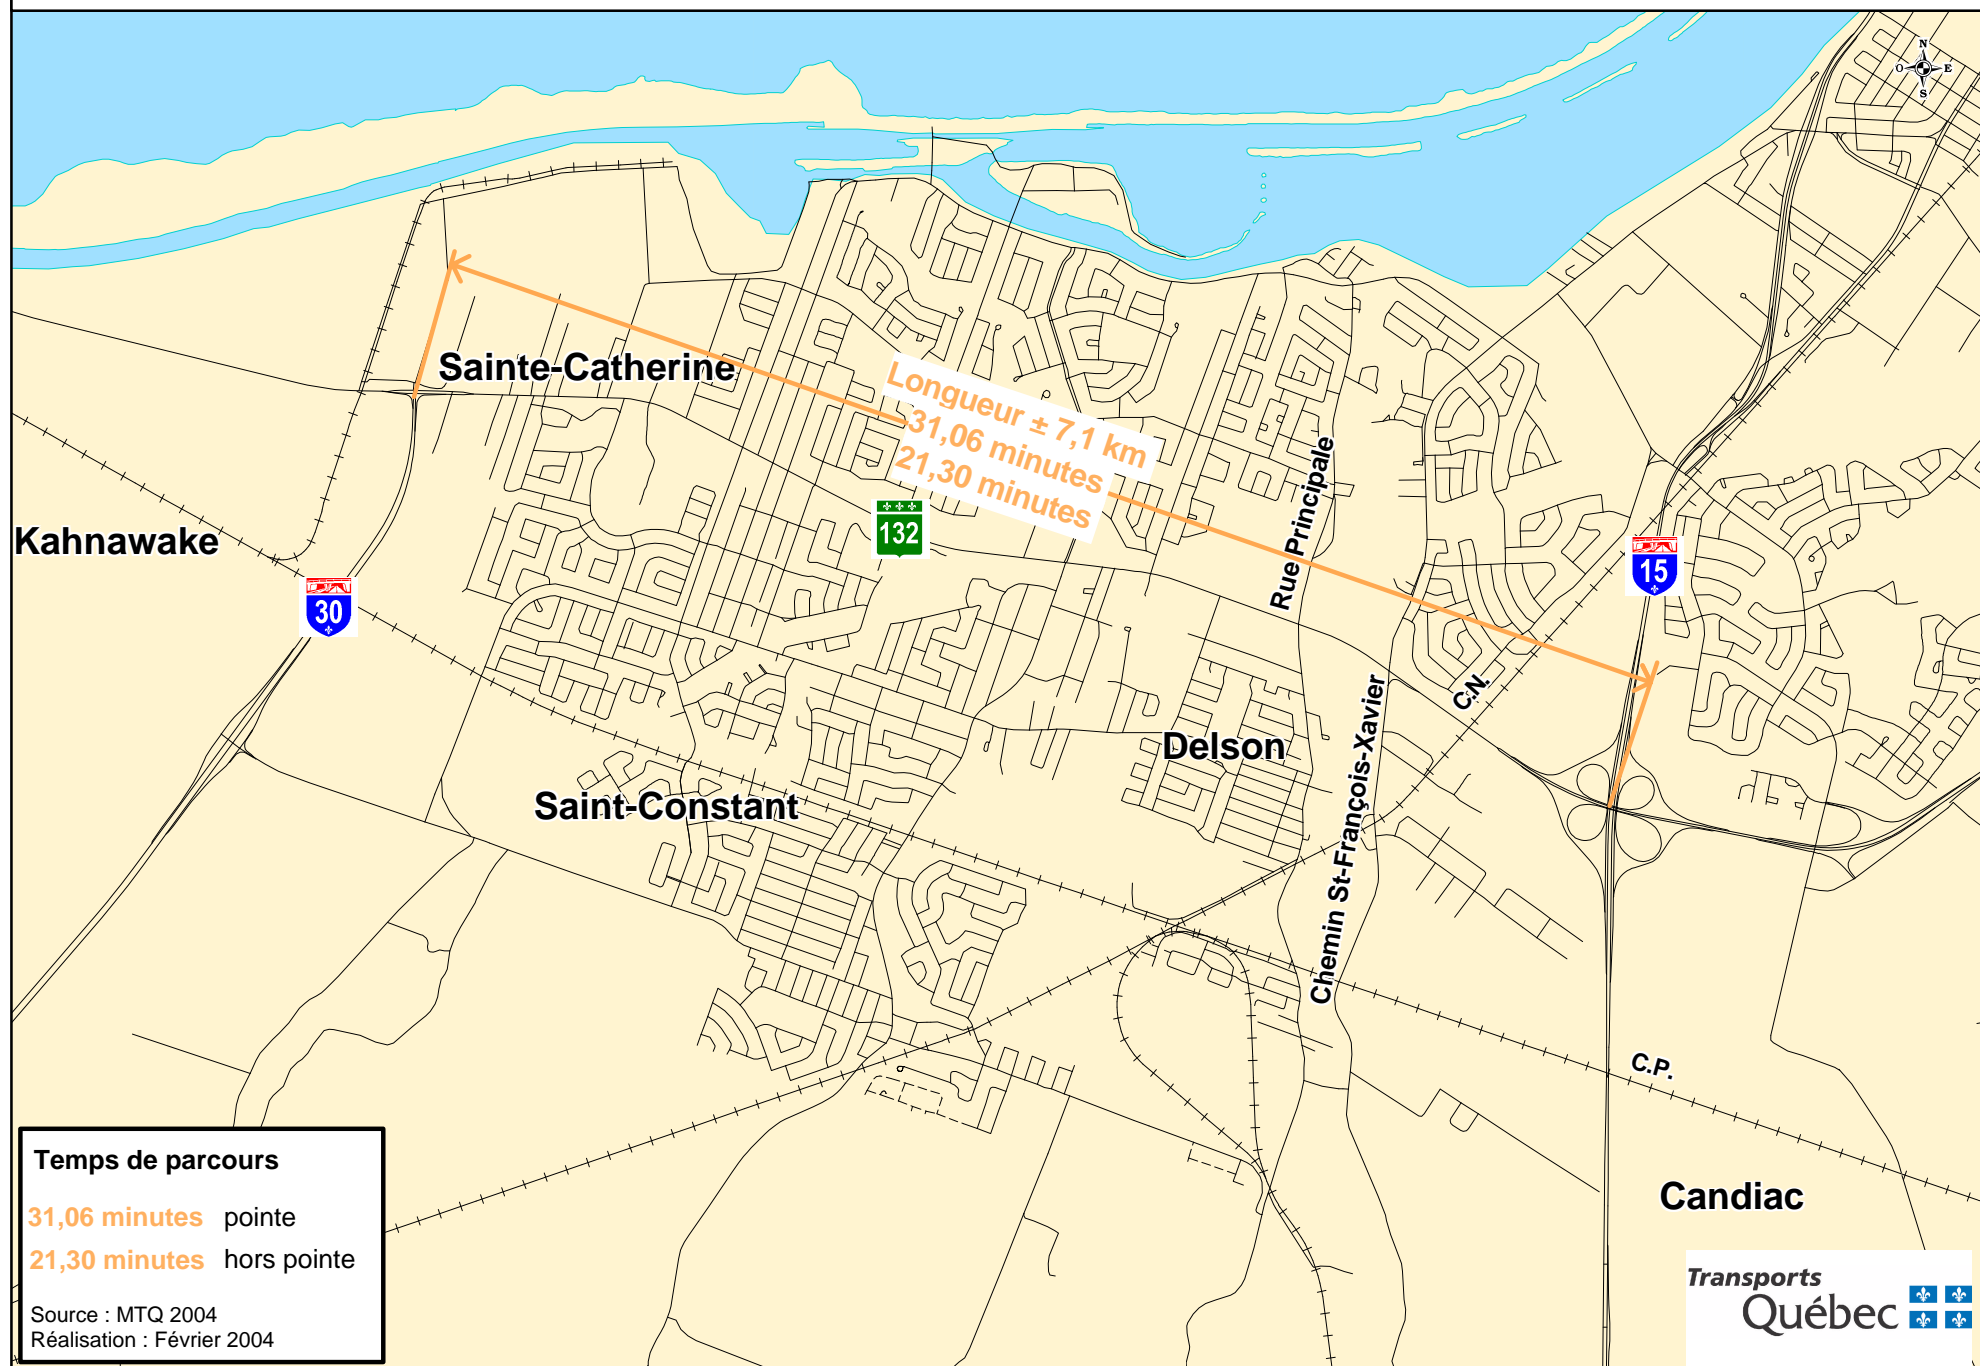 N
O E
S
Sainte-Catherine
Longueur ± 7,1 km
31,06 minutes
21,30 minutes
132
Rue Principale
Kahnawake
30
15
C.N.
Chemin St-François-Xavier
Delson
Saint-Constant
C.P.
Candiac
Temps de parcours
31,06 minutes pointe
21,30 minutes hors pointe
Source : MTQ 2004
Réalisation : Février 2004
Transports
Québec